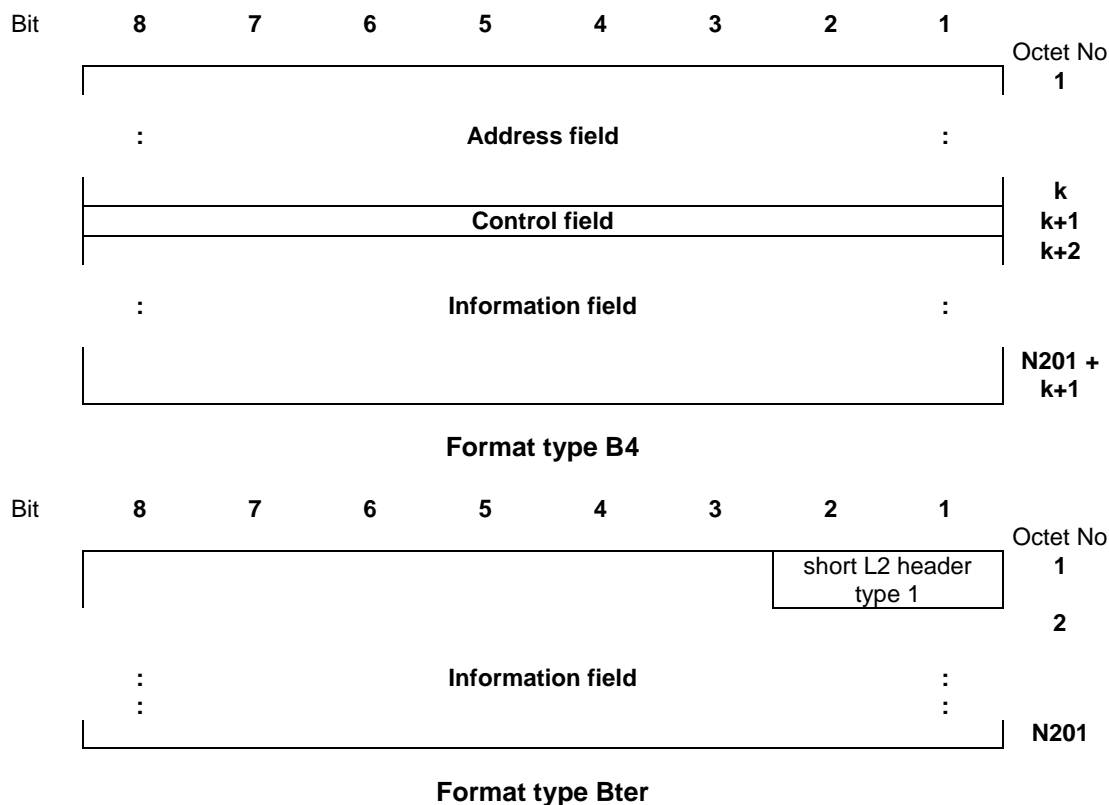 Bit 8 7 6 5 4 3 2 1
Octet No
1
: Address field :
k
Control field k+1
k+2
: Information field :
N201 +
k+1
Format type B4
Bit 8 7 6 5 4 3 2 1
Octet No
short L2 header 1
type 1
2
: Information field :
: :
N201
Format type Bter